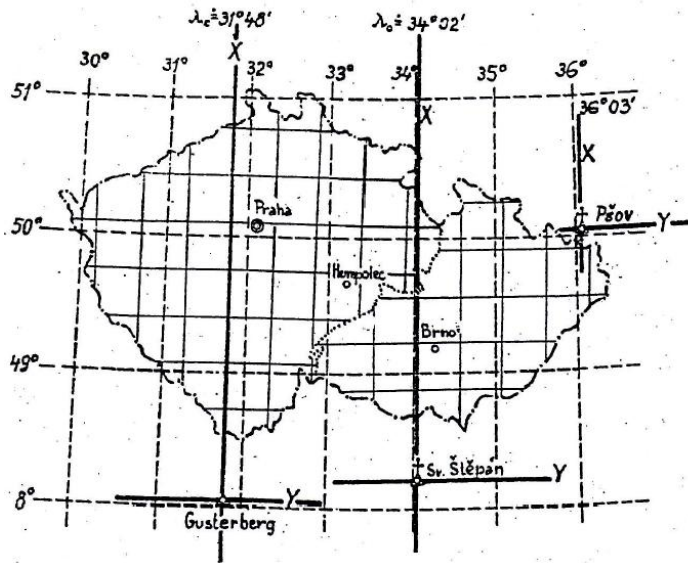 λc≐31°48' λo≐34°02'
X
30° 31° 32° 33° 34° 35° 36°
51°
36°03'
X
X
Praha
Pšov
50°
Y
Humpolec
Brno
49°
Sv. Štěpán
Y
8°
Y
Gusterberg